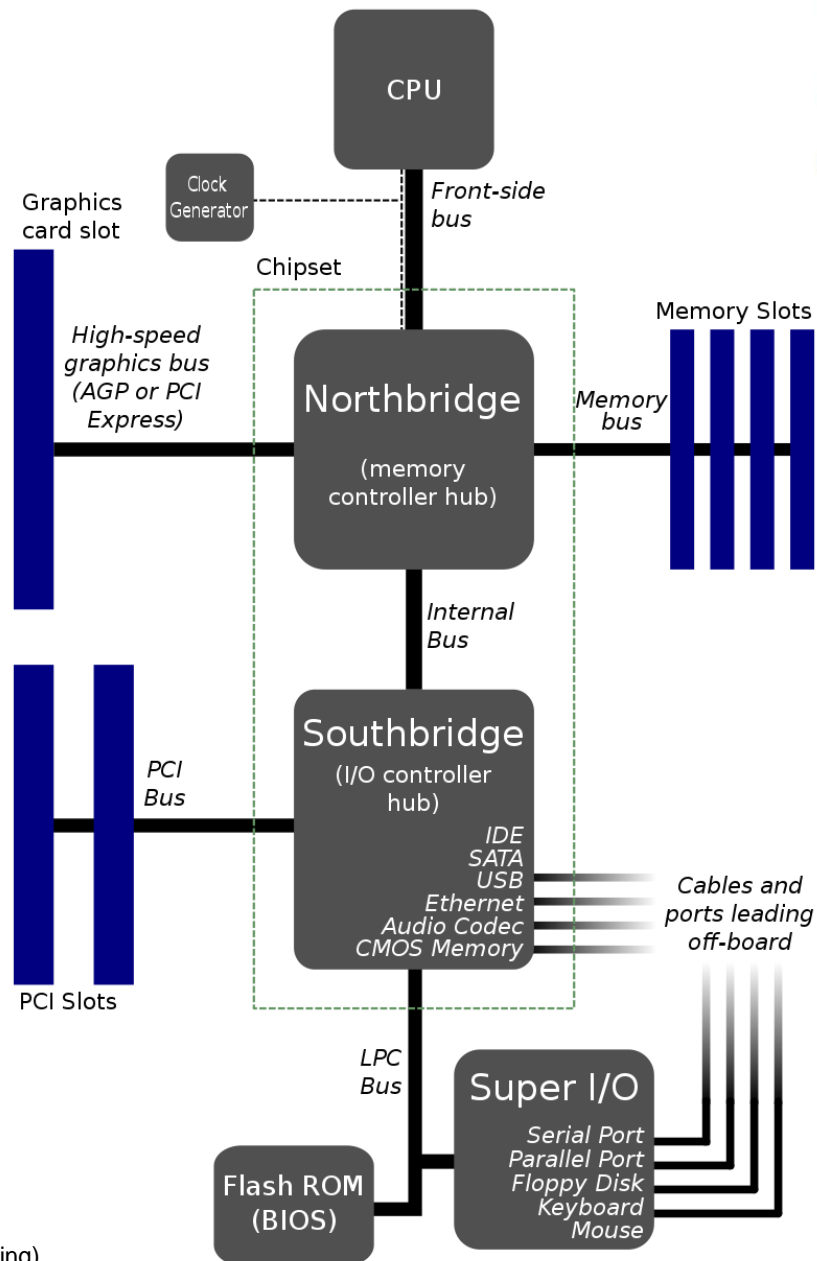 CPU
Clock
Generator
Front-side
bus
Graphics
card slot
Chipset
High-speed
graphics bus
(AGP or PCI
Express)
Memory Slots
Northbridge
(memory
controller hub)
Memory
bus
Internal
Bus
Southbridge
(I/O controller
hub)
IDE
SATA
USB
Ethernet
Audio Codec
CMOS Memory
PCI
Bus
PCI Slots
Cables and
ports leading
off-board
LPC
Bus
Super I/O
Serial Port
Parallel Port
Floppy Disk
Keyboard
Mouse
Flash ROM
(BIOS)
ing)